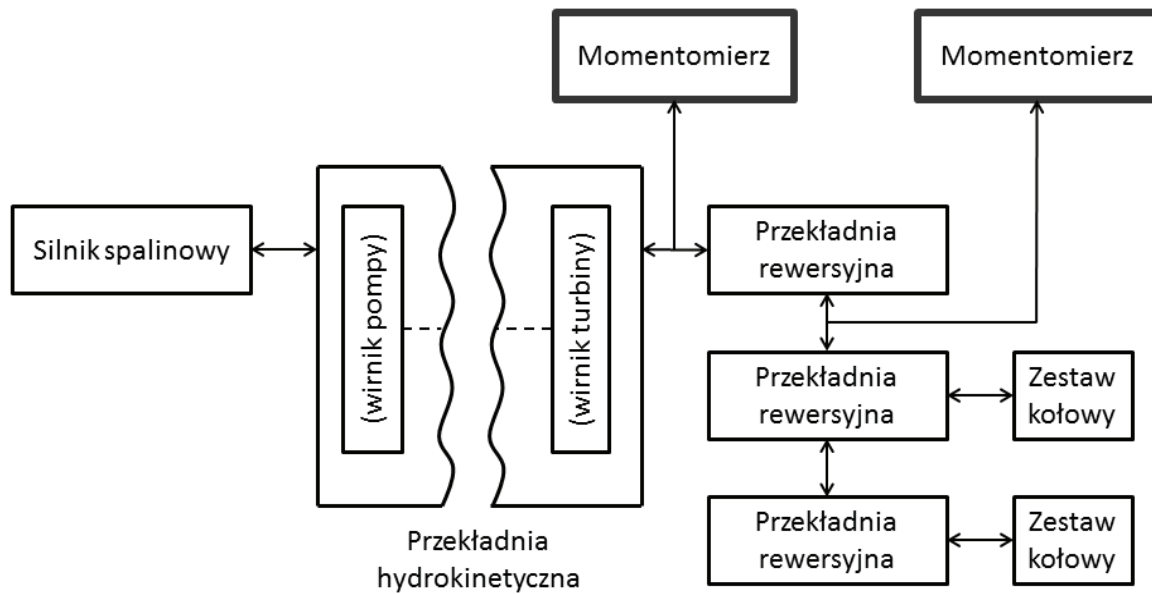 Momentomierz
Momentomierz
Silnik spalinowy
(wirnik pompy)
(wirnik turbiny)
Przekładnia
rewersyjna
Przekładnia
rewersyjna
Zestaw
kołowy
Przekładnia
rewersyjna
Zestaw
kołowy
Przekładnia
hydrokinetyczna